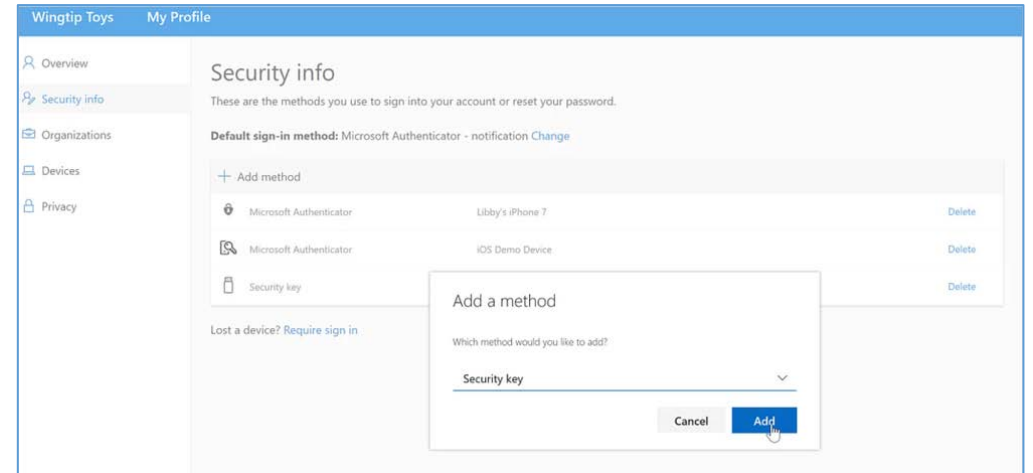 Wingtip Toys My Profile
Overview
Security info
Organizations
Devices
Privacy
Security info
These are the methods you use to sign into your account or reset your password.
Default sign-in method: Microsoft Authenticator - notification Change
Add method
Microsoft Authenticator Libby's iPhone 7 Delete
Microsoft Authenticator iOS Demo Device Delete
Security key Delete
Lost a device? Require sign in
Add a method
Which method would you like to add?
Security key
Cancel Add